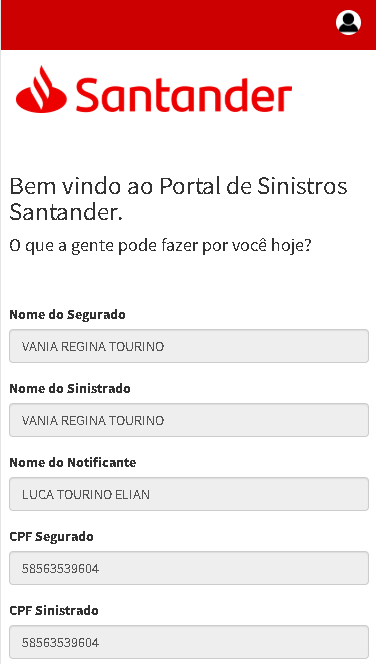 Santander
Bem vindo ao Portal de Sinistros
Santander.
O que a gente pode fazer por você hoje?
Nome do Segurado
VANIA REGINA TOURINO
Nome do Sinistrado
VANIA REGINA TOURINO
Nome do Notificante
LUCA TOURINO ELIAN
CPF Segurado
58563539604
CPF Sinistrado
58563539604